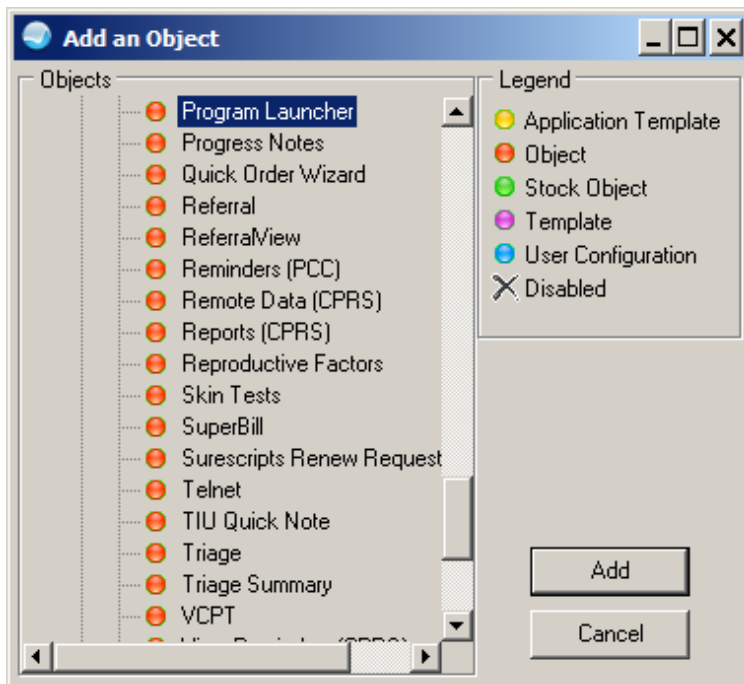 Add an Object
Objects
Program Launcher
Progress Notes
Quick Order Wizard
Referral
ReferralView
Reminders (PCC)
Remote Data (CPRS)
Reports (CPRS)
Reproductive Factors
Skin Tests
SuperBill
Surescripts Renew Request
Telnet
TIU Quick Note
Triage
Triage Summary
VCPT
Legend
Application Template
Object
Stock Object
Template
User Configuration
Disabled
Add
Cancel